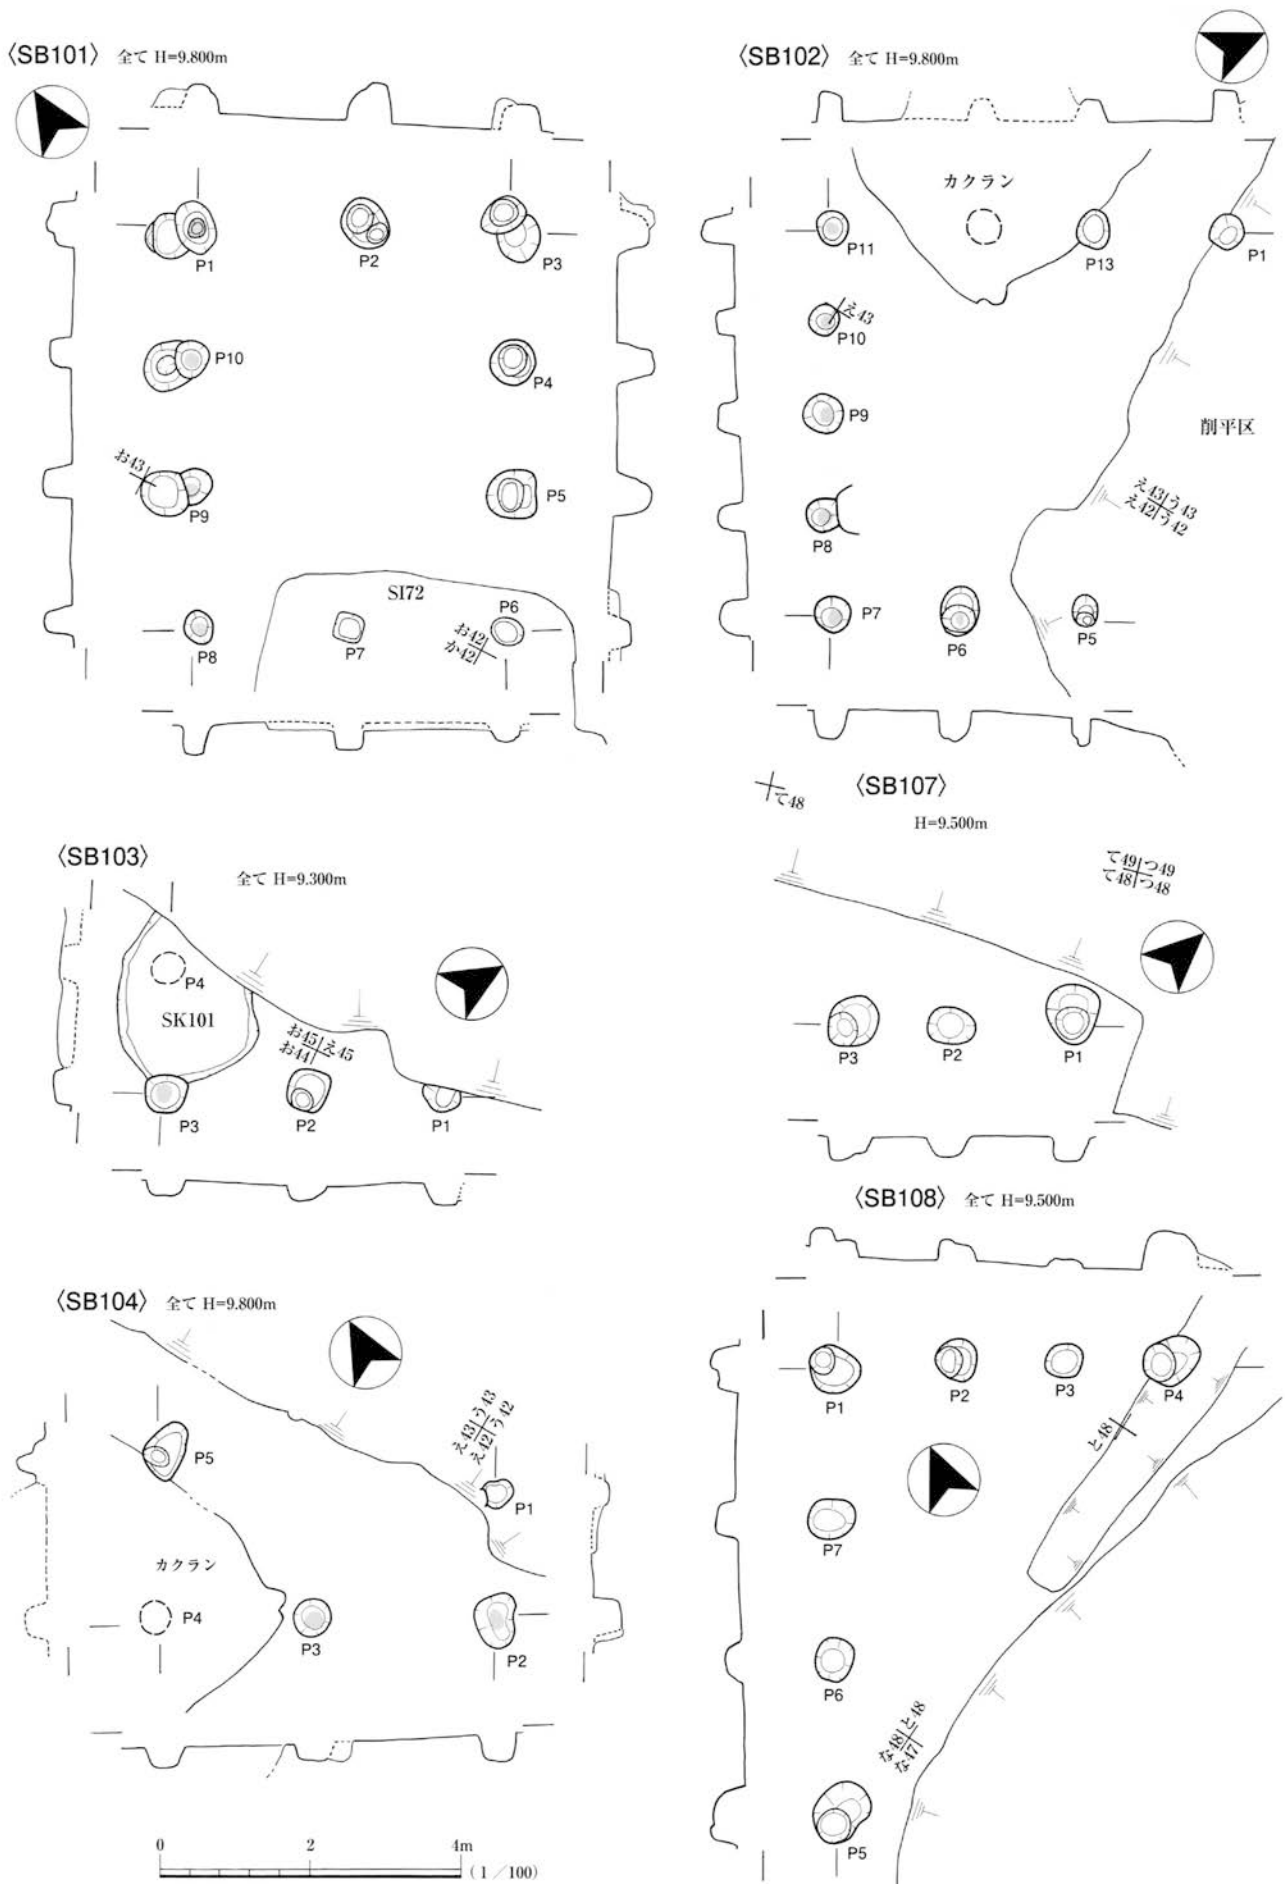 〈SB101〉 全て H=9.800m
P1
P2
P3
P10
P4
お43
P9
P5
SI72
P8
P7
P6
お42
か42
〈SB102〉 全て H=9.800m
カクラン
P11
P13
P1
え43
P10
P9
削平区
え43 う43
え42 う42
P8
P7
P6
P5
〈SB103〉
全て H=9.300m
P4
SK101
お45 え45
お44
P3
P2
P1
て48
〈SB107〉
H=9.500m
て49 つ49
て48 つ48
P3
P2
P1
〈SB104〉 全て H=9.800m
え43 う43
え42 う42
P5
P1
カクラン
P4
P3
P2
〈SB108〉 全て H=9.500m
P1
P2
P3
P4
と48
P7
P6
な48 と48
な47
P5
0 2 4m
(1/100)